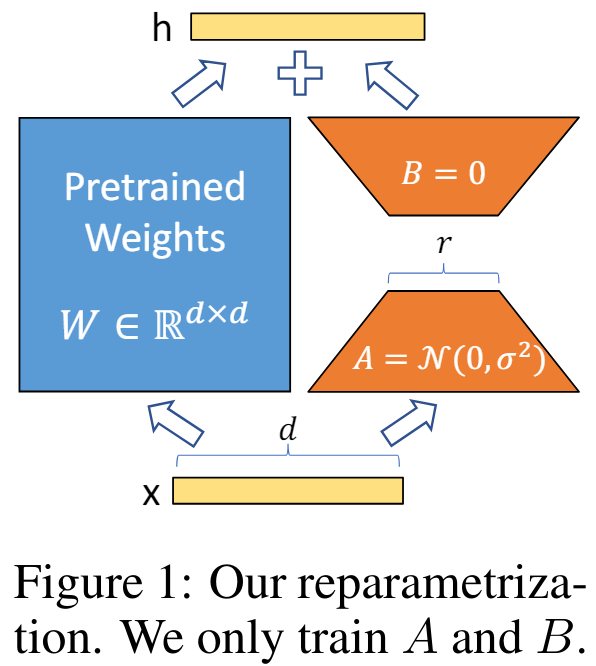 h
Pretrained
Weights
W ∈ ℝ^{d×d}
B = 0
r
A = 𝒩(0, σ²)
d
x
Figure 1: Our reparametriza-
tion. We only train A and B.